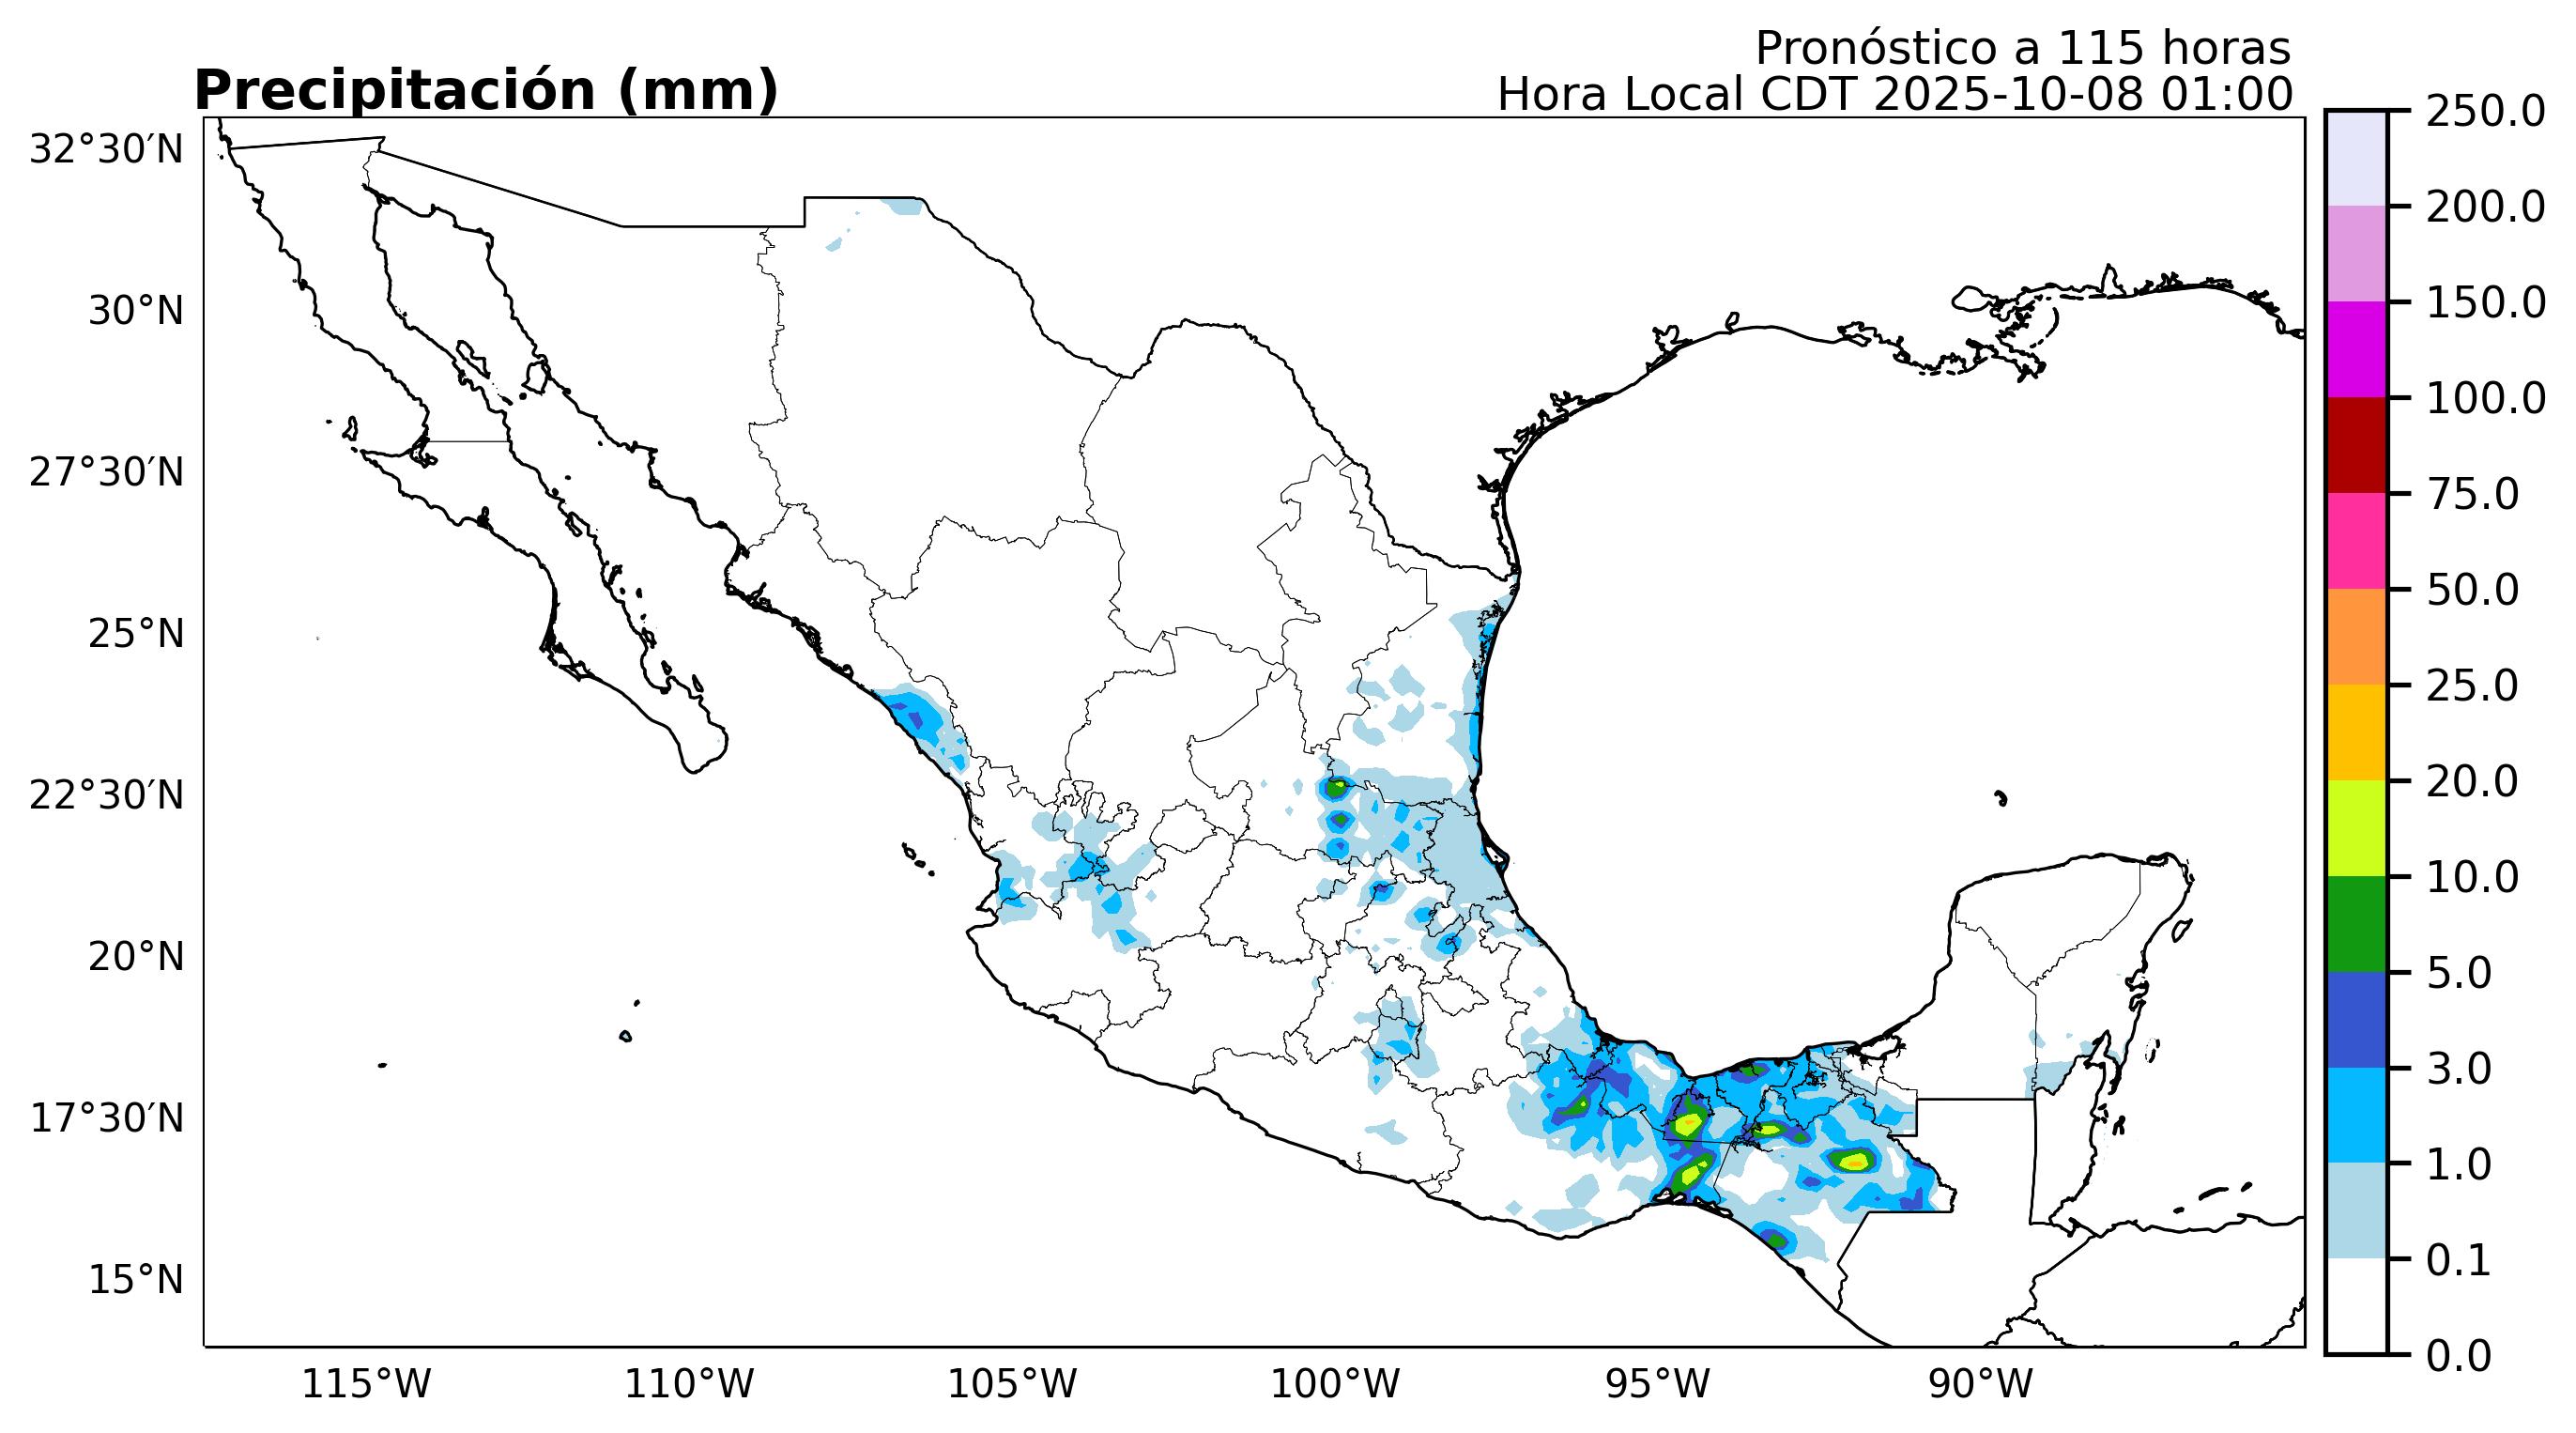 Pronóstico a 115 horas
Precipitación (mm)
Hora Local CDT 2025-10-08 01:00
32°30′N
30°N
27°30′N
25°N
22°30′N
20°N
17°30′N
15°N
115°W
110°W
105°W
100°W
95°W
90°W
250.0
200.0
150.0
100.0
75.0
50.0
25.0
20.0
10.0
5.0
3.0
1.0
0.1
0.0